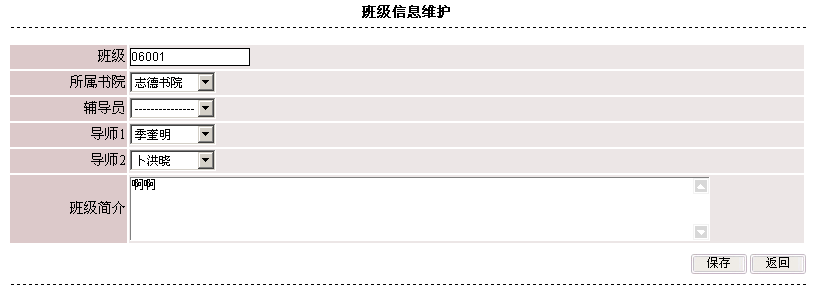 班级信息维护
班级 06001
所属书院 志德书院
辅导员 ---------------
导师1 季奎明
导师2 卜洪晓
班级简介 啊啊
保存 返回